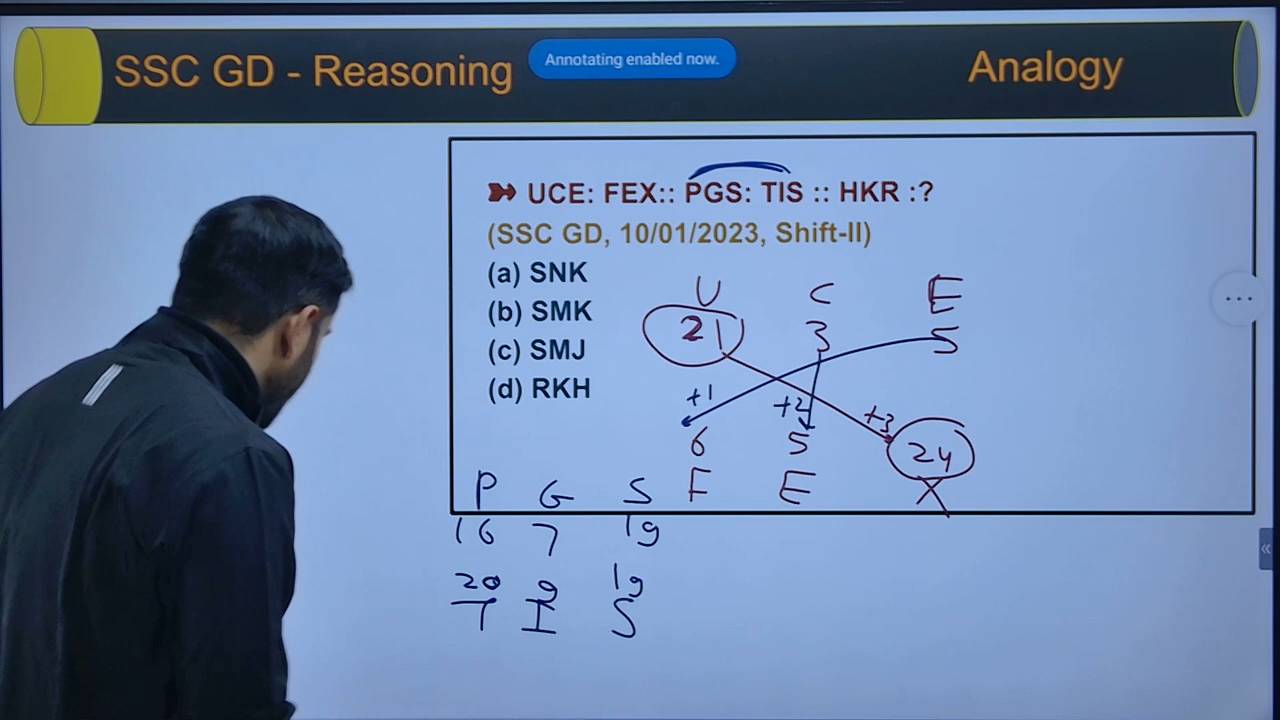 SSC GD - Reasoning
Annotating enabled now.
Analogy
UCE: FEX:: PGS: TIS :: HKR :?
(SSC GD, 10/01/2023, Shift-II)
(a) SNK
(b) SMK
(c) SMJ
(d) RKH
U C E
21 3 5
+1 +2 +3
6 5 24
F E X
P G S
16 7 19
20 9 19
T I S